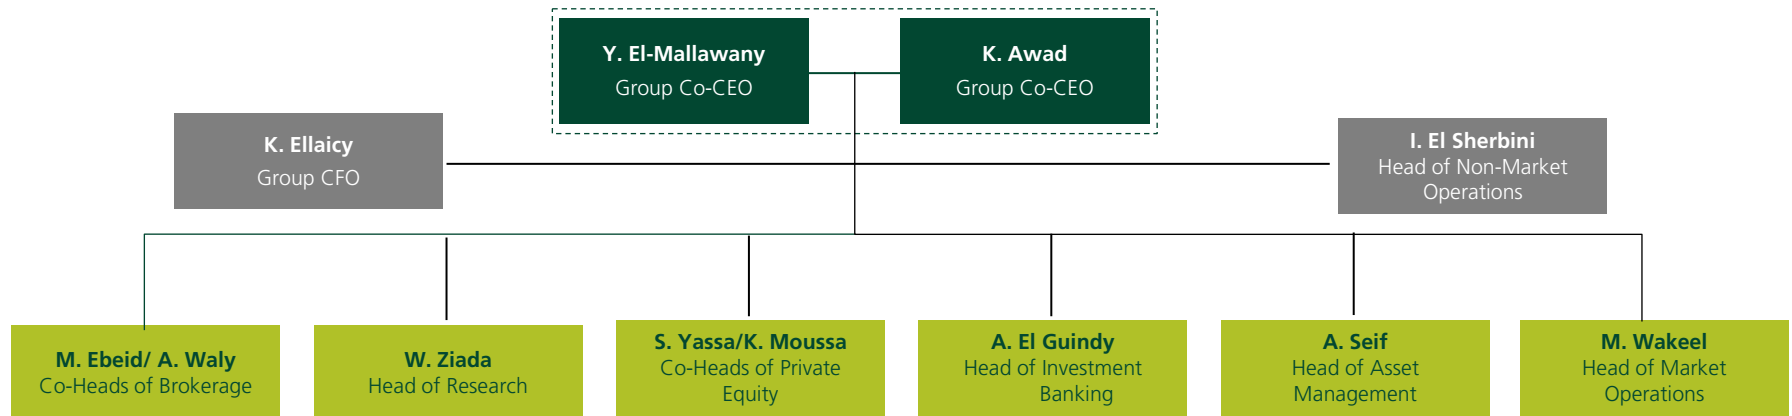 Y. El-Mallawany
Group Co-CEO
K. Awad
Group Co-CEO
K. Ellaicy
Group CFO
I. El Sherbini
Head of Non-Market
Operations
M. Ebeid/ A. Waly
Co-Heads of Brokerage
W. Ziada
Head of Research
S. Yassa/K. Moussa
Co-Heads of Private
Equity
A. El Guindy
Head of Investment
Banking
A. Seif
Head of Asset
Management
M. Wakeel
Head of Market
Operations